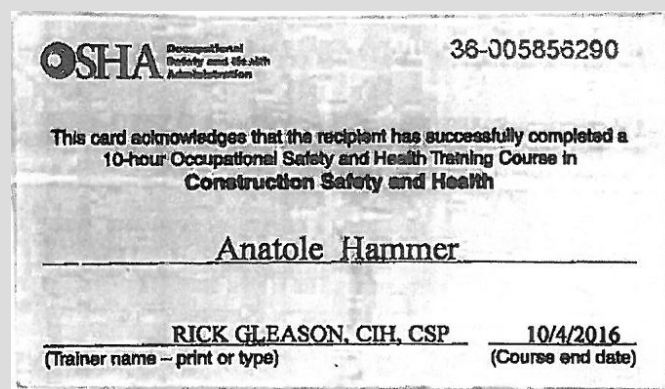 OSHA Occupational
Safety and Health
Administration
36-005856290
This card acknowledges that the recipient has successfully completed a
10-hour Occupational Safety and Health Training Course in
Construction Safety and Health
Anatole Hammer
RICK GLEASON, CIH, CSP 10/4/2016
(Trainer name – print or type) (Course end date)